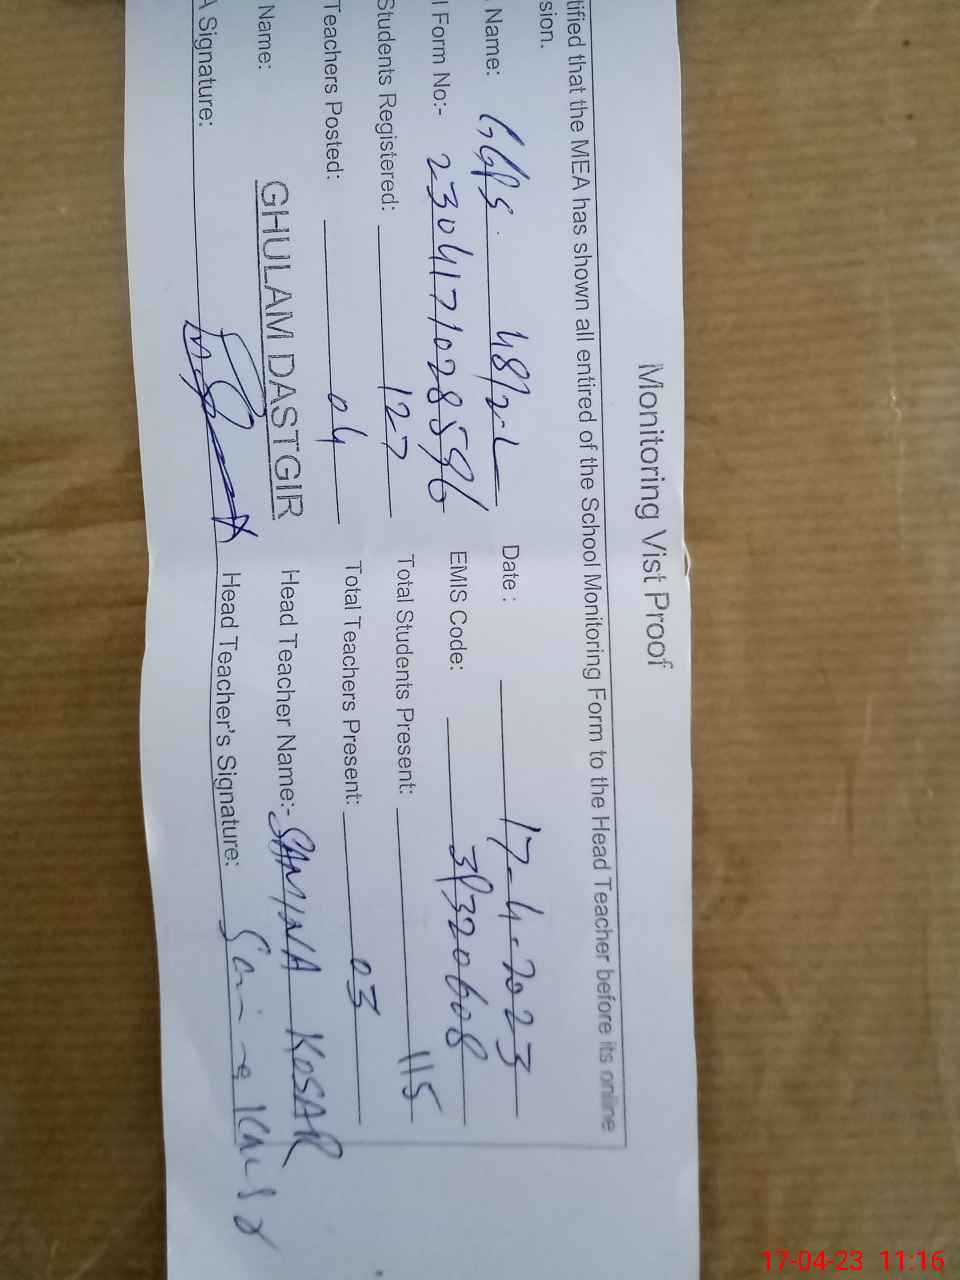 Monitoring Vist Proof
tified that the MEA has shown all entired of the School Monitoring Form to the Head Teacher before its online
sion.
Name: GGPS 48/2-L Date : 17-4-2023
l Form No:- 2304171028596 EMIS Code: 39320608
Students Registered: 127 Total Students Present: 115
Teachers Posted: 04 Total Teachers Present: 03
Name: GHULAM DASTGIR Head Teacher Name:- SAMINA KOSAR
A Signature: Head Teacher's Signature:
17-04-23 11:16